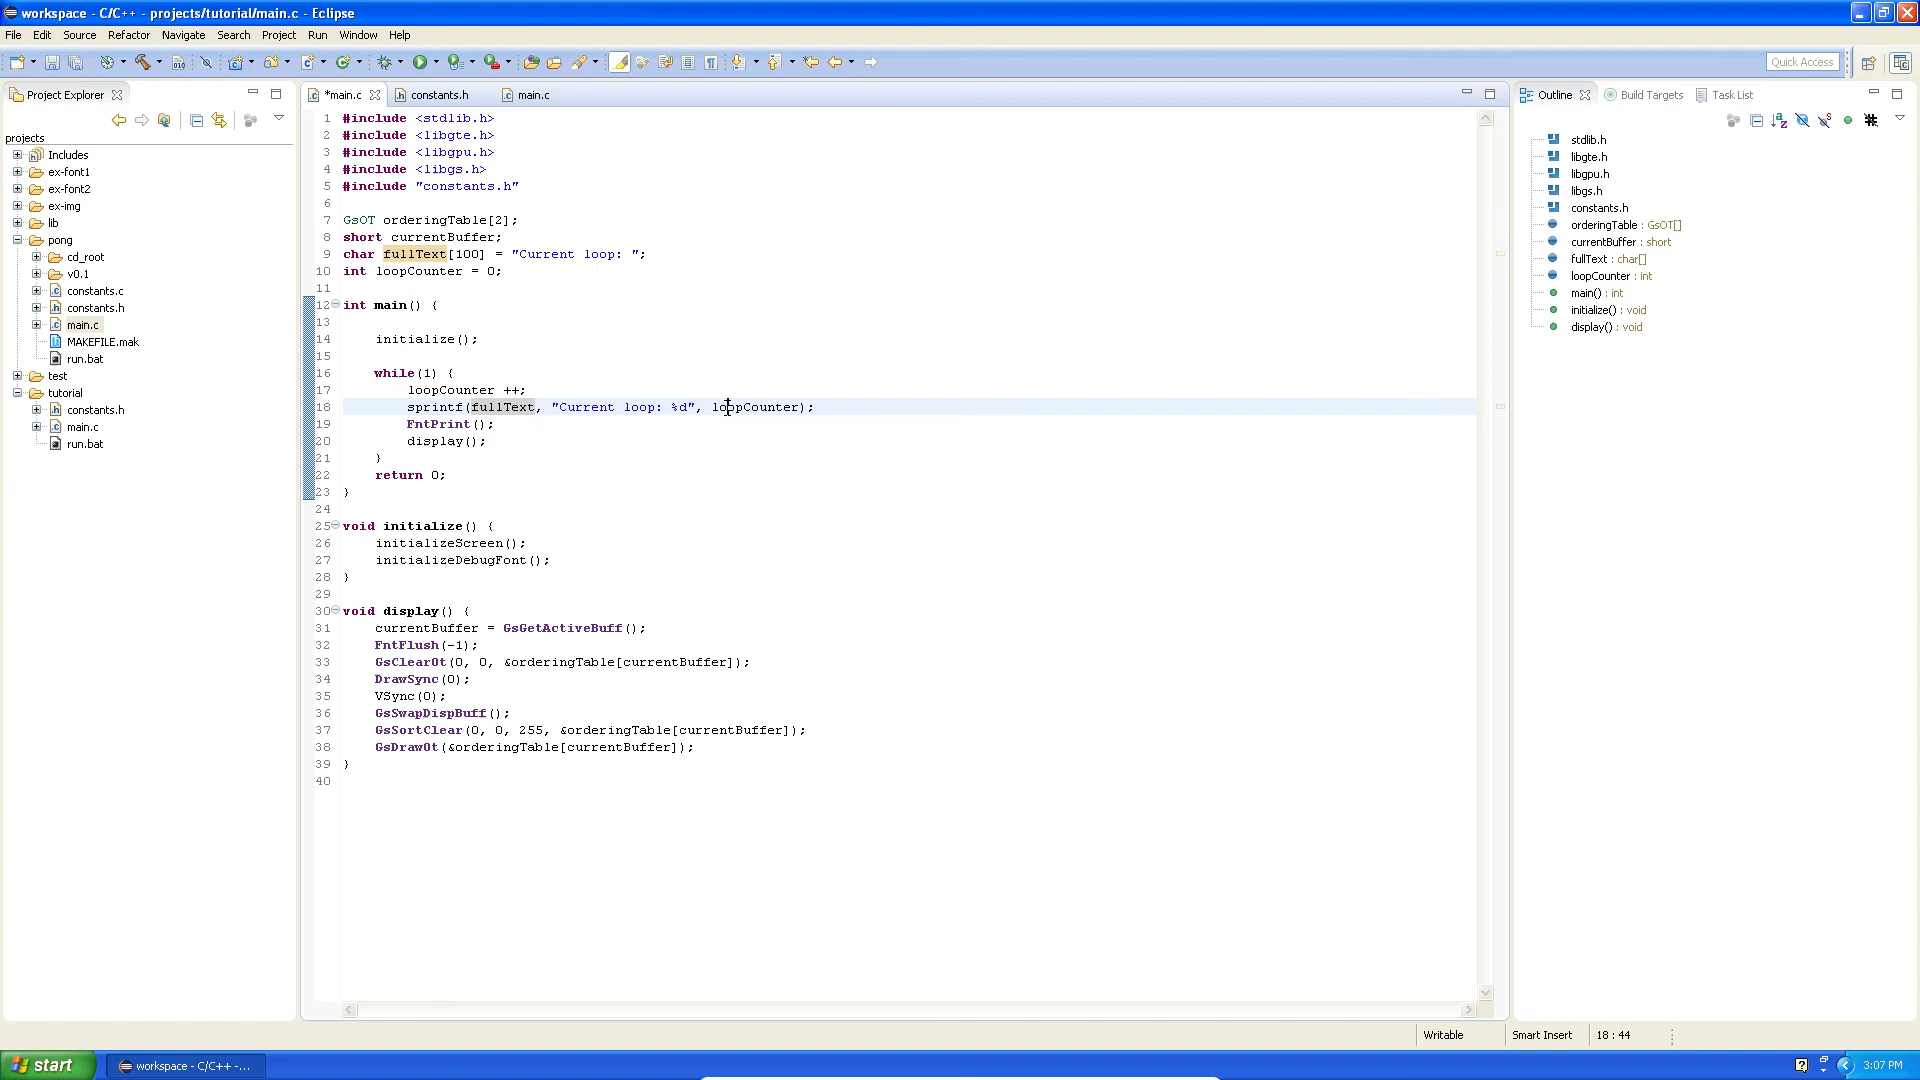 workspace - C/C++ - projects/tutorial/main.c - Eclipse
File Edit Source Refactor Navigate Search Project Run Window Help
Quick Access
Project Explorer
projects
Includes
ex-font1
ex-font2
ex-img
lib
pong
cd_root
v0.1
constants.c
constants.h
main.c
MAKEFILE.mak
run.bat
test
tutorial
constants.h
main.c
run.bat
*main.c constants.h main.c
1 #include <stdlib.h>
2 #include <libgte.h>
3 #include <libgpu.h>
4 #include <libgs.h>
5 #include "constants.h"
6
7 GsOT orderingTable[2];
8 short currentBuffer;
9 char fullText[100] = "Current loop: ";
10 int loopCounter = 0;
11
12 int main() {
13
14 initialize();
15
16 while(1) {
17 loopCounter ++;
18 sprintf(fullText, "Current loop: %d", loopCounter);
19 FntPrint();
20 display();
21 }
22 return 0;
23 }
24
25 void initialize() {
26 initializeScreen();
27 initializeDebugFont();
28 }
29
30 void display() {
31 currentBuffer = GsGetActiveBuff();
32 FntFlush(-1);
33 GsClearOt(0, 0, &orderingTable[currentBuffer]);
34 DrawSync(0);
35 VSync(0);
36 GsSwapDispBuff();
37 GsSortClear(0, 0, 255, &orderingTable[currentBuffer]);
38 GsDrawOt(&orderingTable[currentBuffer]);
39 }
40
Outline Build Targets Task List
stdlib.h
libgte.h
libgpu.h
libgs.h
constants.h
orderingTable : GsOT[]
currentBuffer : short
fullText : char[]
loopCounter : int
main() : int
initialize() : void
display() : void
Writable Smart Insert 18 : 44
start workspace - C/C++ -... 3:07 PM